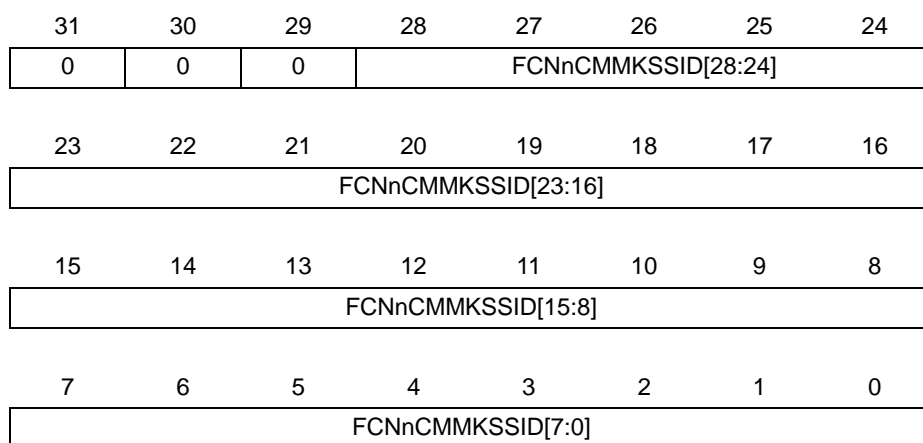 31 30 29 28 27 26 25 24
0 0 0 FCNnCMMKSSID[28:24]
23 22 21 20 19 18 17 16
FCNnCMMKSSID[23:16]
15 14 13 12 11 10 9 8
FCNnCMMKSSID[15:8]
7 6 5 4 3 2 1 0
FCNnCMMKSSID[7:0]